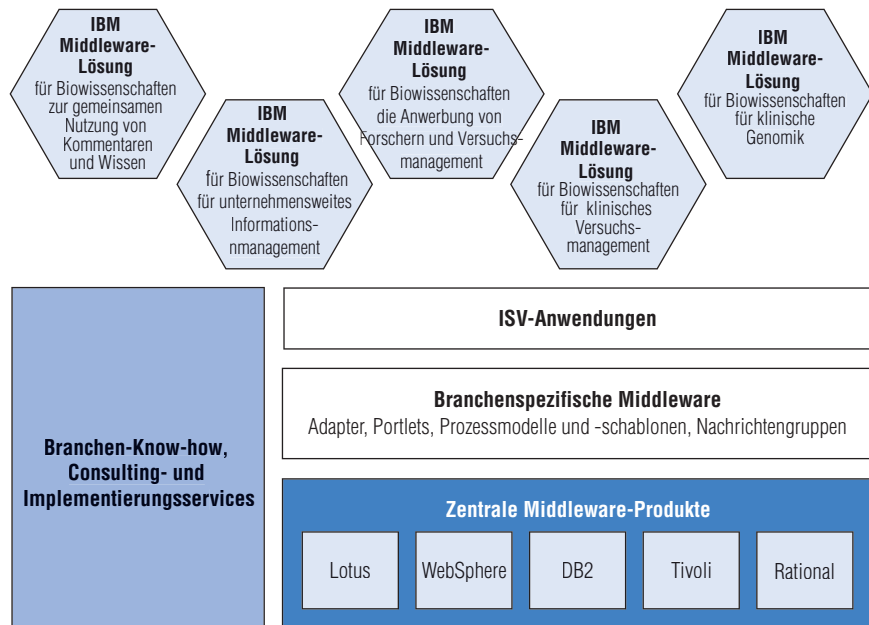 IBM
Middleware-
Lösung
für Biowissenschaften
zur gemeinsamen
Nutzung von
Kommentaren
und Wissen
IBM
Middleware-
Lösung
für Biowissenschaften
für unternehmensweites
Informations-
nmanagement
IBM
Middleware-
Lösung
für Biowissenschaften
die Anwerbung von
Forschern und Versuchs-
management
IBM
Middleware-
Lösung
für Biowissenschaften
für klinisches
Versuchs-
management
IBM
Middleware-
Lösung
für Biowissenschaften
für klinische
Genomik
Branchen-Know-how,
Consulting- und
Implementierungsservices
ISV-Anwendungen
Branchenspezifische Middleware
Adapter, Portlets, Prozessmodelle und -schablonen, Nachrichtengruppen
Zentrale Middleware-Produkte
Lotus
WebSphere
DB2
Tivoli
Rational